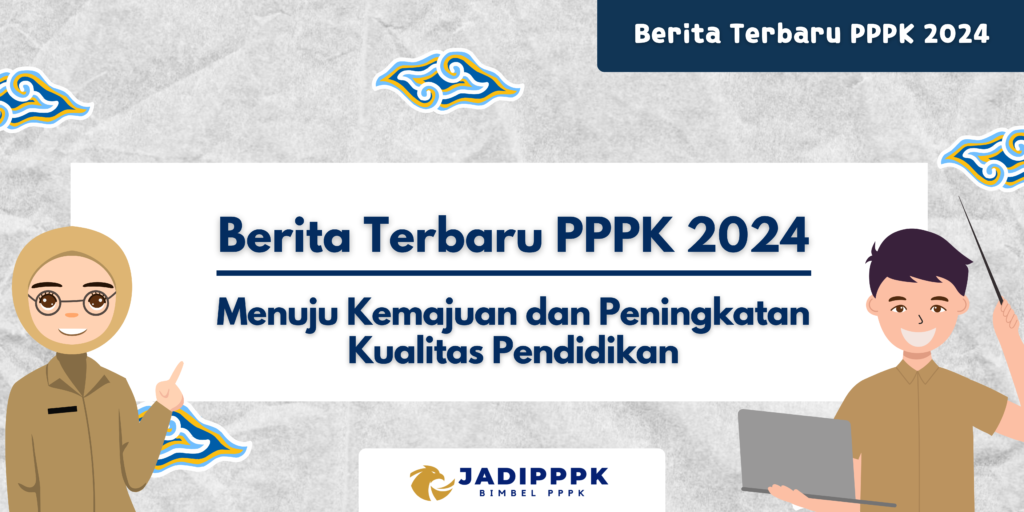 Berita Terbaru PPPK 2024
Berita Terbaru PPPK 2024
Menuju Kemajuan dan Peningkatan
Kualitas Pendidikan
JADIPPPK
BIMBEL PPPK